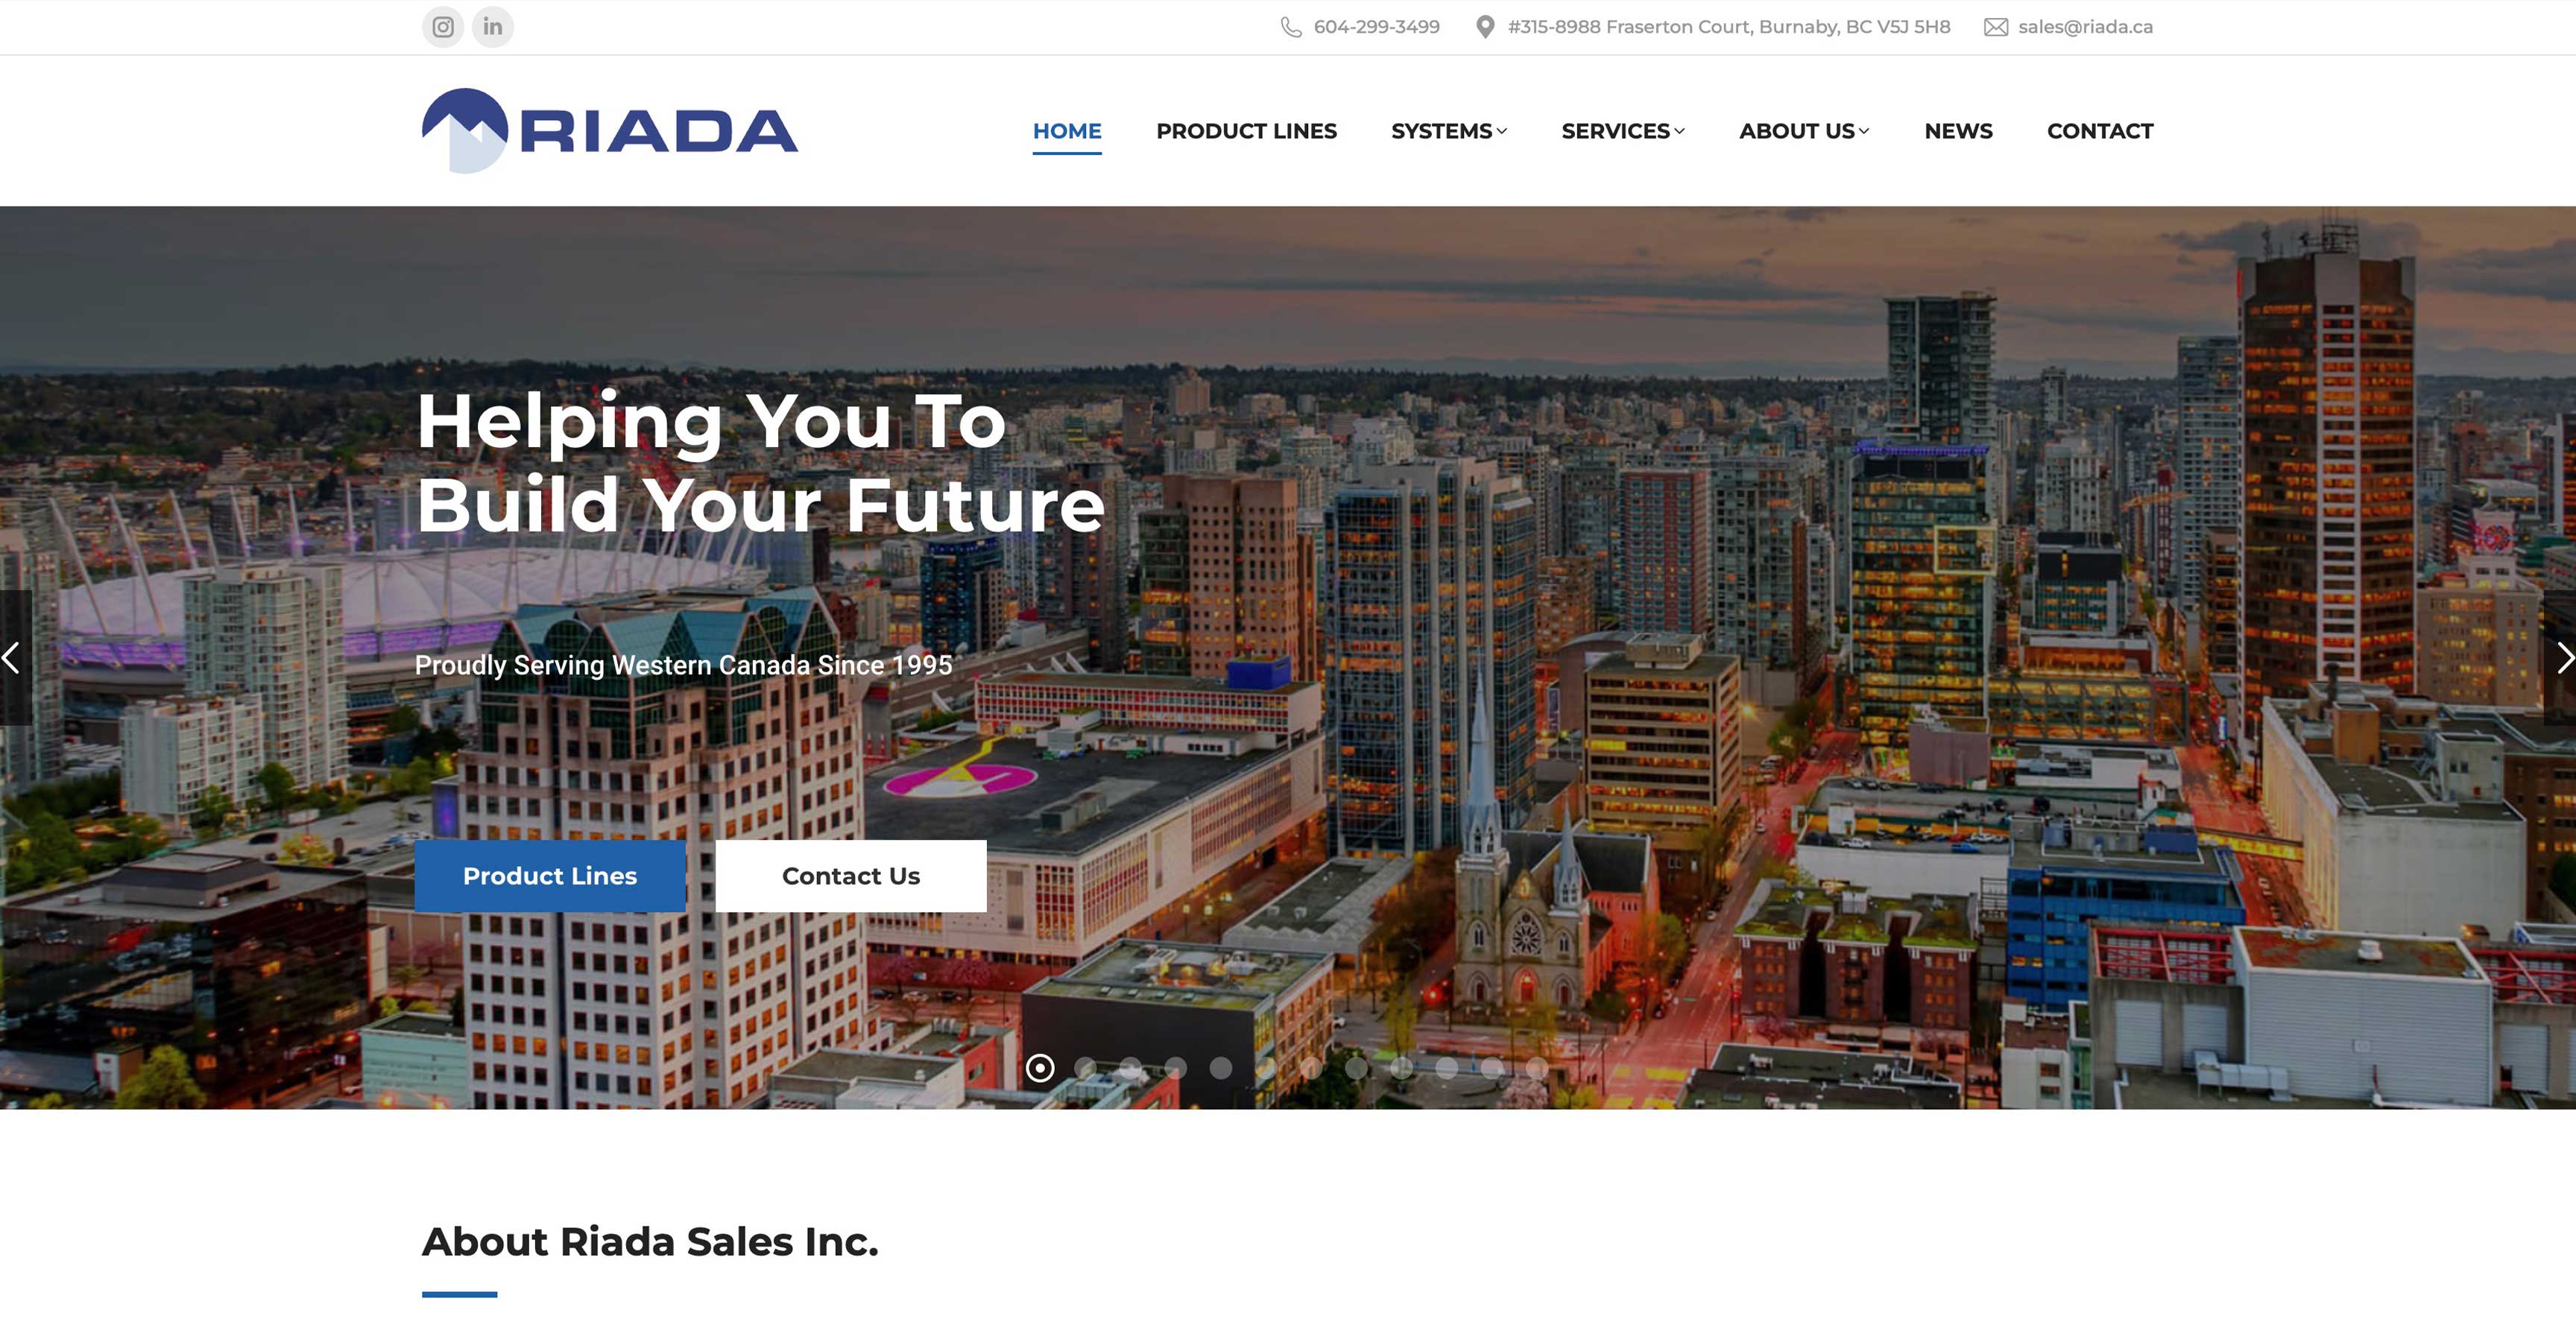 604-299-3499
#315-8988 Fraserton Court, Burnaby, BC V5J 5H8
sales@riada.ca
RIADA
HOME
PRODUCT LINES
SYSTEMS
SERVICES
ABOUT US
NEWS
CONTACT
Helping You To
Build Your Future
Proudly Serving Western Canada Since 1995
Product Lines
Contact Us
About Riada Sales Inc.